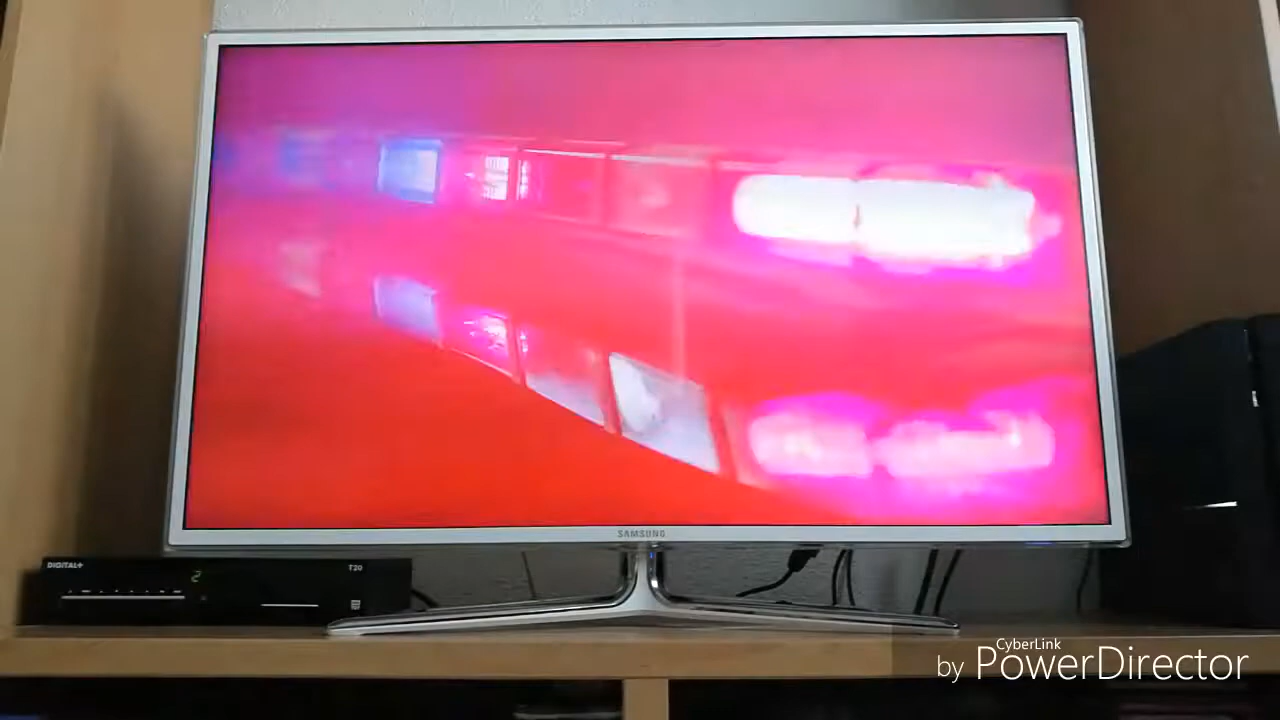 SAMSUNG
DIGITAL+
2
T20
CyberLink
by PowerDirector